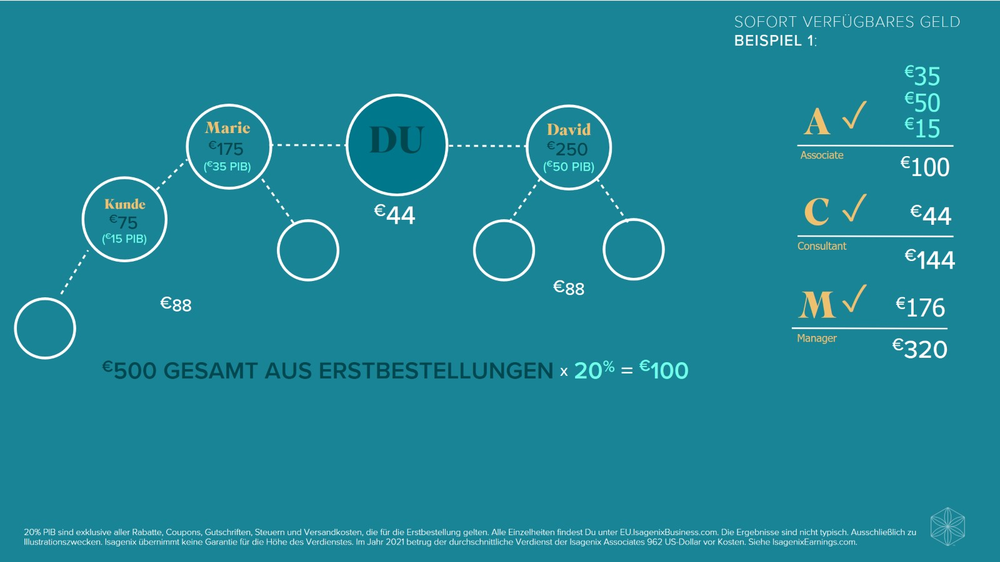 SOFORT VERFÜGBARES GELD
BEISPIEL 1:
Marie
€175
(€35 PIB)
DU
€44
David
€250
(€50 PIB)
Kunde
€75
(€15 PIB)
€88
€88
€35
€50
€15
A ✓
Associate
€100
C ✓ €44
Consultant
€144
M ✓ €176
Manager
€320
€500 GESAMT AUS ERSTBESTELLUNGEN x 20% = €100
20% PIB sind exklusive aller Rabatte, Coupons, Gutschriften, Steuern und Versandkosten, die für die Erstbestellung gelten. Alle Einzelheiten findest Du unter EU.IsagenixBusiness.com. Die Ergebnisse sind nicht typisch. Ausschließlich zu
Illustrationszwecken. Isagenix übernimmt keine Garantie für die Höhe des Verdienstes. Im Jahr 2021 betrug der durchschnittliche Verdienst der Isagenix Associates 962 US-Dollar vor Kosten. Siehe IsagenixEarnings.com.